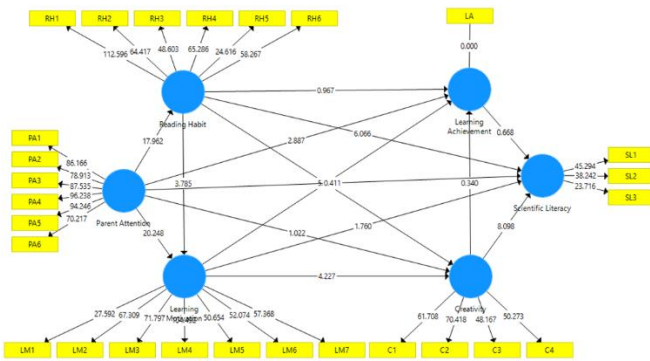 RH1 RH2 RH3 RH4 RH5 RH6 LA
112.596 64.417 48.603 65.286 24.616 58.267 0.000
Reading Habit 0.967 Learning
Achievement
PA1 86.166 17.962 2.887 6.066 0.668
PA2 78.913
PA3 87.535 3.785 0.411 0.340 45.294 SL1
PA4 96.238 38.242 SL2
PA5 94.246 23.716 SL3
PA6 70.217
Parent Attention Scientific Literacy
20.248 1.022 1.760 8.098
4.227
Learning
Motivation Creativity
27.592 67.309 71.797 50.654 52.074 57.368 61.708 70.418 48.167 50.273
LM1 LM2 LM3 LM4 LM5 LM6 LM7 C1 C2 C3 C4